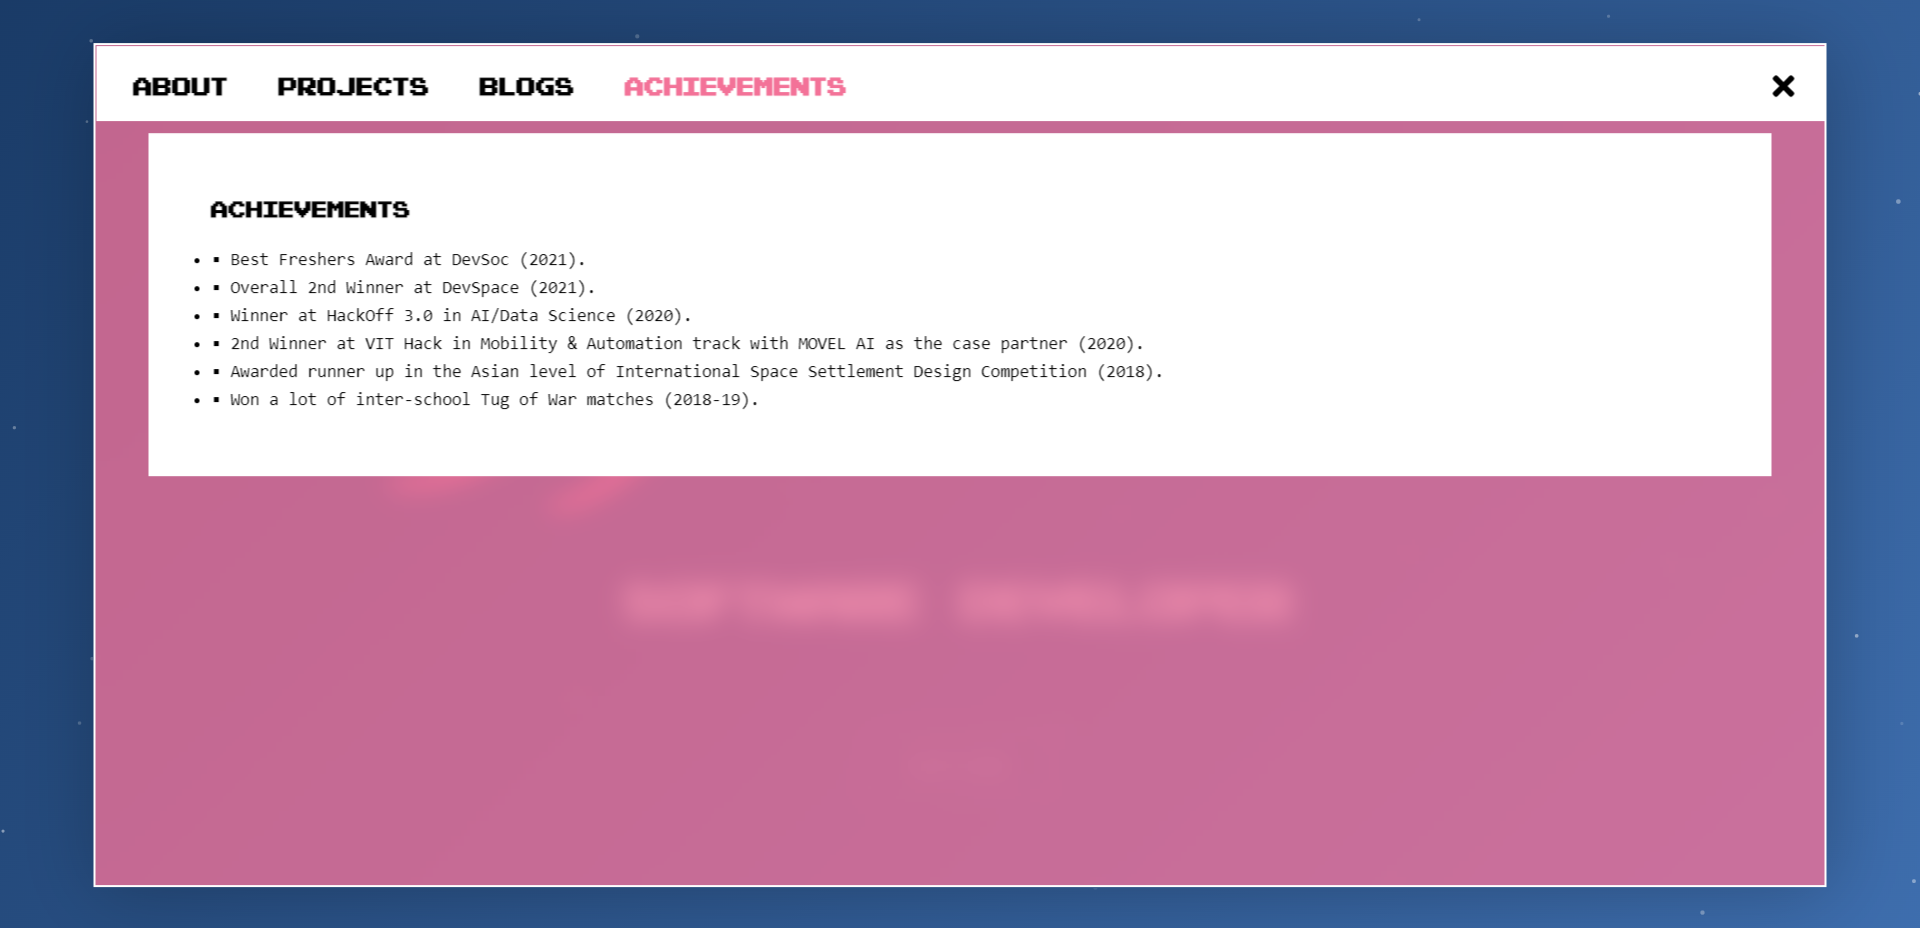 ABOUT PROJECTS BLOGS ACHIEVEMENTS
ACHIEVEMENTS
• ▪ Best Freshers Award at DevSoc (2021).
• ▪ Overall 2nd Winner at DevSpace (2021).
• ▪ Winner at HackOff 3.0 in AI/Data Science (2020).
• ▪ 2nd Winner at VIT Hack in Mobility & Automation track with MOVEL AI as the case partner (2020).
• ▪ Awarded runner up in the Asian level of International Space Settlement Design Competition (2018).
• ▪ Won a lot of inter-school Tug of War matches (2018-19).
SOFTWARE DEVELOPER